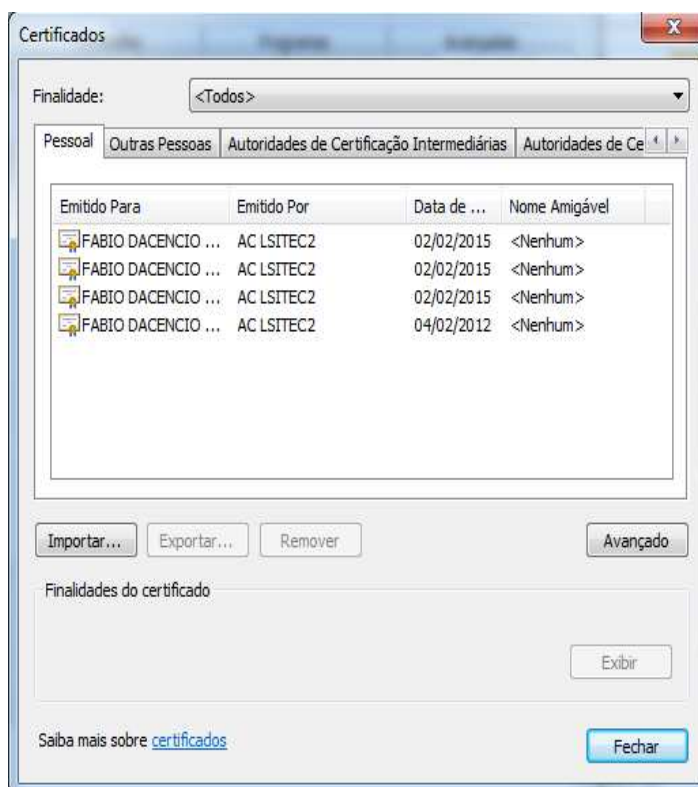 Certificados
Finalidade: <Todos>
Pessoal Outras Pessoas Autoridades de Certificação Intermediárias Autoridades de Ce
Emitido Para Emitido Por Data de ... Nome Amigável
FABIO DACENCIO ... AC LSITEC2 02/02/2015 <Nenhum>
FABIO DACENCIO ... AC LSITEC2 02/02/2015 <Nenhum>
FABIO DACENCIO ... AC LSITEC2 02/02/2015 <Nenhum>
FABIO DACENCIO ... AC LSITEC2 04/02/2012 <Nenhum>
Importar... Exportar... Remover Avançado
Finalidades do certificado
Exibir
Saiba mais sobre certificados
Fechar